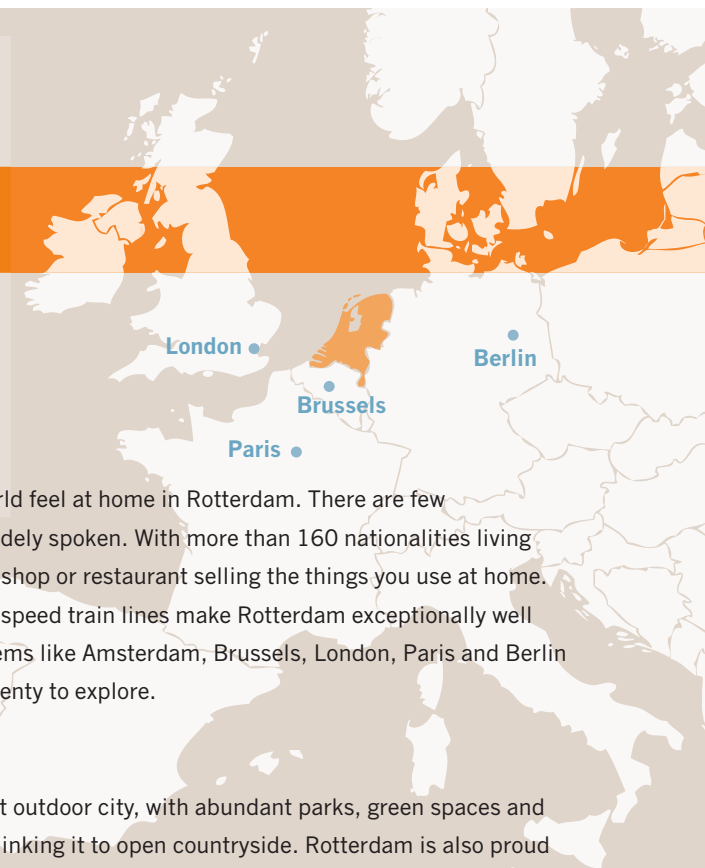 London
Berlin
Brussels
Paris
rld feel at home in Rotterdam. There are few
dely spoken. With more than 160 nationalities living
shop or restaurant selling the things you use at home.
speed train lines make Rotterdam exceptionally well
ems like Amsterdam, Brussels, London, Paris and Berlin
enty to explore.
t outdoor city, with abundant parks, green spaces and
inking it to open countryside. Rotterdam is also proud